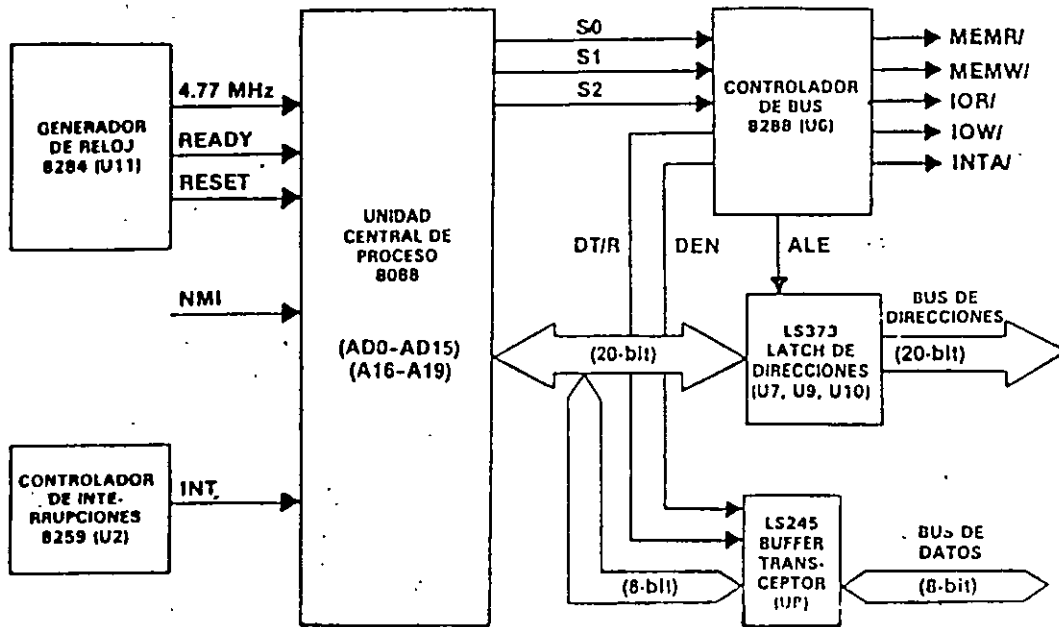 GENERADOR
DE RELOJ
8284 (U11)
4.77 MHz
READY
RESET
NMI
CONTROLADOR
DE INTE-
RRUPCIONES
8259 (U2)
INT
UNIDAD
CENTRAL DE
PROCESO
8088
(AD0-AD15)
(A16-A19)
S0
S1
S2
CONTROLADOR
DE BUS
8288 (U6)
MEMR/
MEMW/
IOR/
IOW/
INTA/
DT/R
DEN
ALE
(20-bit)
LS373
LATCH DE
DIRECCIONES
(U7, U9, U10)
BUS DE
DIRECCIONES
(20-bit)
LS245
BUFFER
TRANS-
CEPTOR
(UP)
(8-bit)
BUS DE
DATOS
(8-bit)